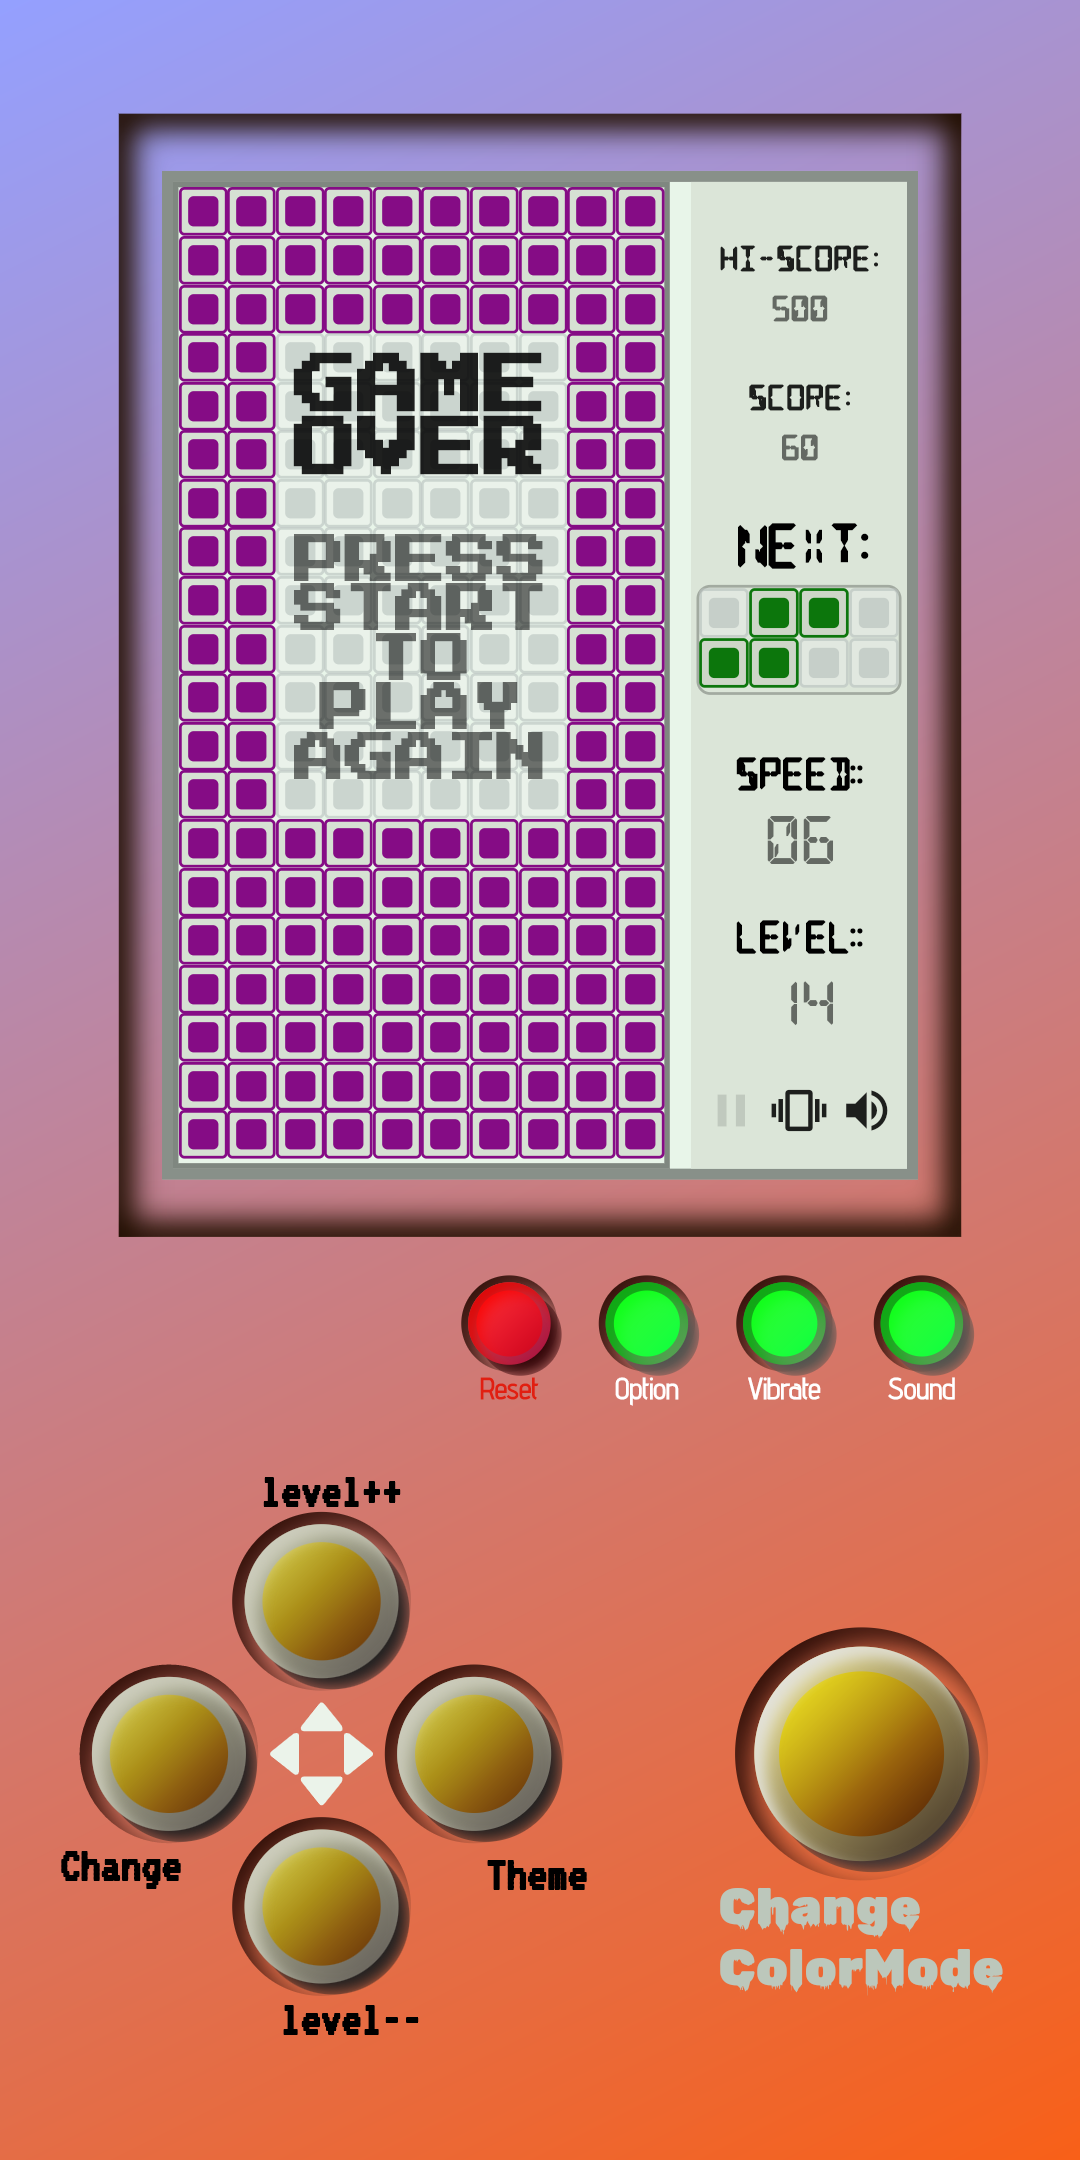 GAME
OVER
PRESS
START
TO
PLAY
AGAIN
HI-SCORE:
500
SCORE:
60
NEXT:
SPEED::
06
LEVEL::
14
Reset Option Vibrate Sound
level++
Change
Theme
level--
Change
ColorMode